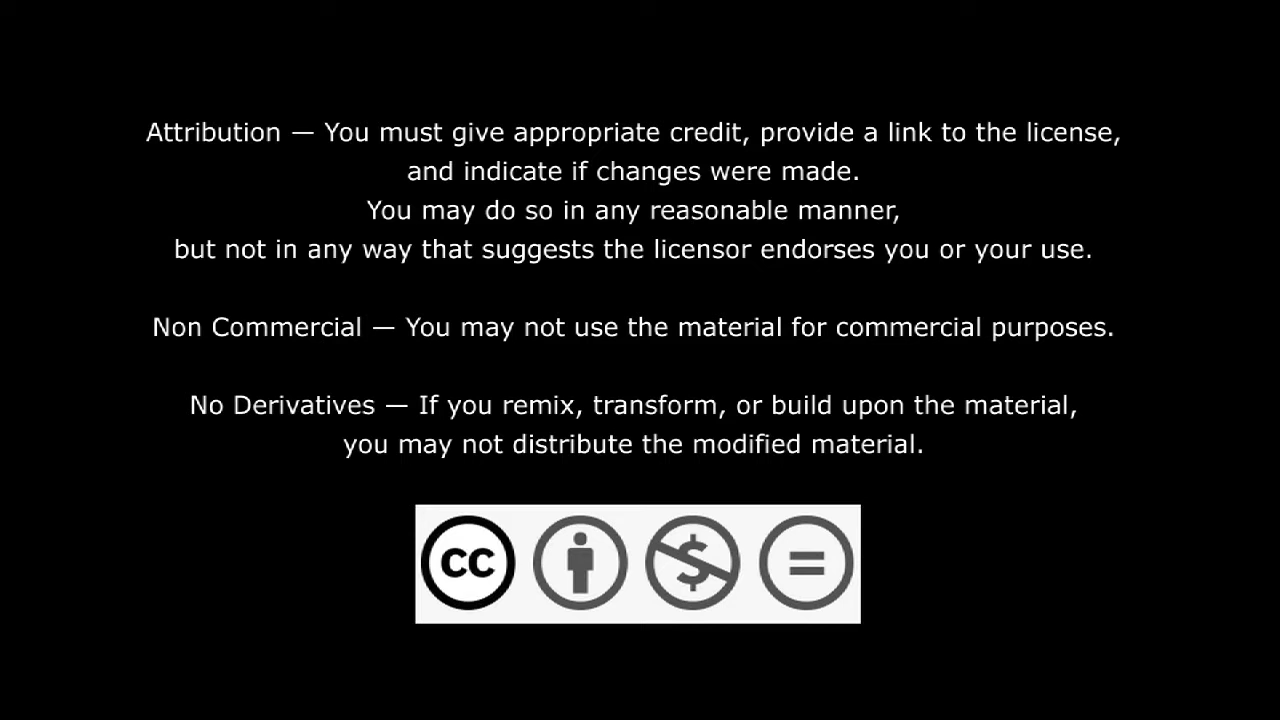 Attribution — You must give appropriate credit, provide a link to the license,
and indicate if changes were made.
You may do so in any reasonable manner,
but not in any way that suggests the licensor endorses you or your use.
Non Commercial — You may not use the material for commercial purposes.
No Derivatives — If you remix, transform, or build upon the material,
you may not distribute the modified material.
cc $ =